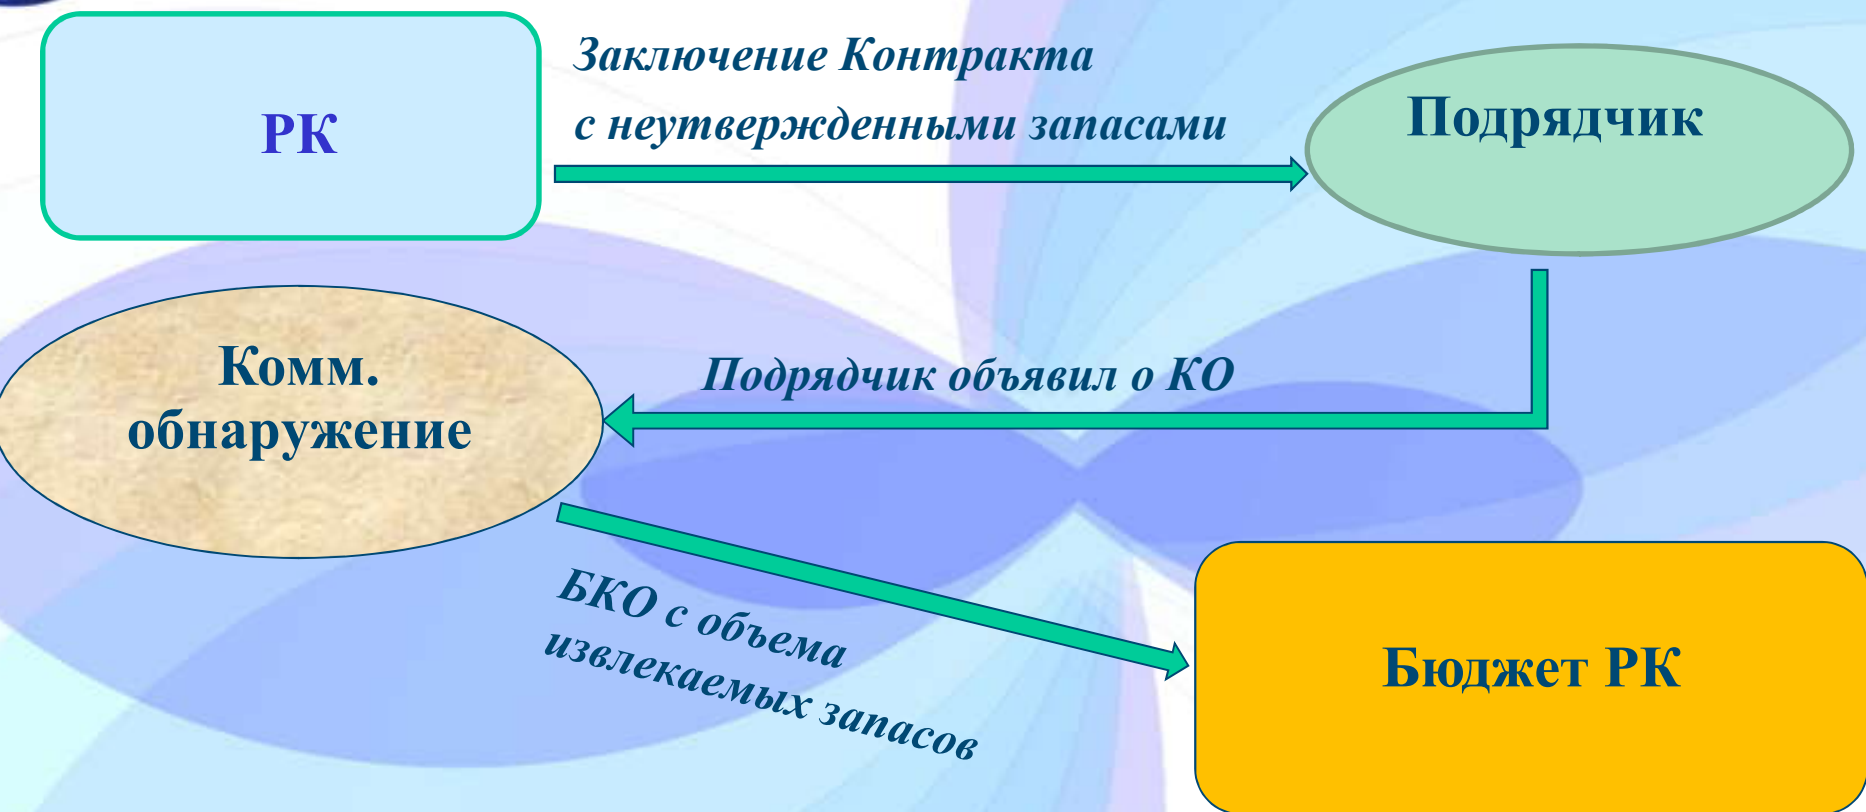 РК
Заключение Контракта
с неутвержденными запасами
Подрядчик
Комм.
обнаружение
Подрядчик объявил о КО
БКО с объема
извлекаемых запасов
Бюджет РК